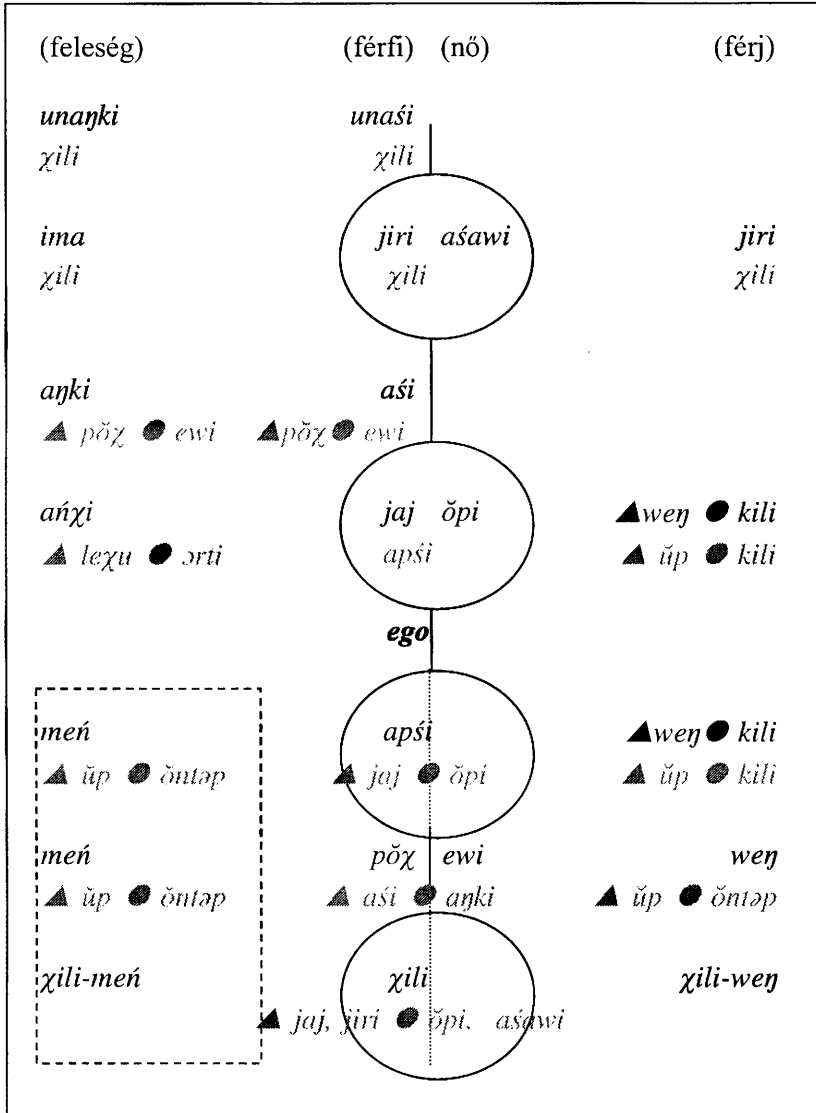 (feleség) (férfi) (nő) (férj)
unaŋki unaśi
χili χili
ima jiri aśawi jiri
χili χili χili
aŋki aśi
pŏχ ewi pŏχ ewi
ańχi jaj ŏpi weŋ kili
leχu ərti apśi ŭp kili
ego
meń apśi weŋ kili
ŭp ŏntəp jaj ŏpi ŭp kili
meń pŏχ ewi weŋ
ŭp ŏntəp aśi aŋki ŭp ŏntəp
χili-meń χili χili-weŋ
jaj, jiri ŏpi. aśawi